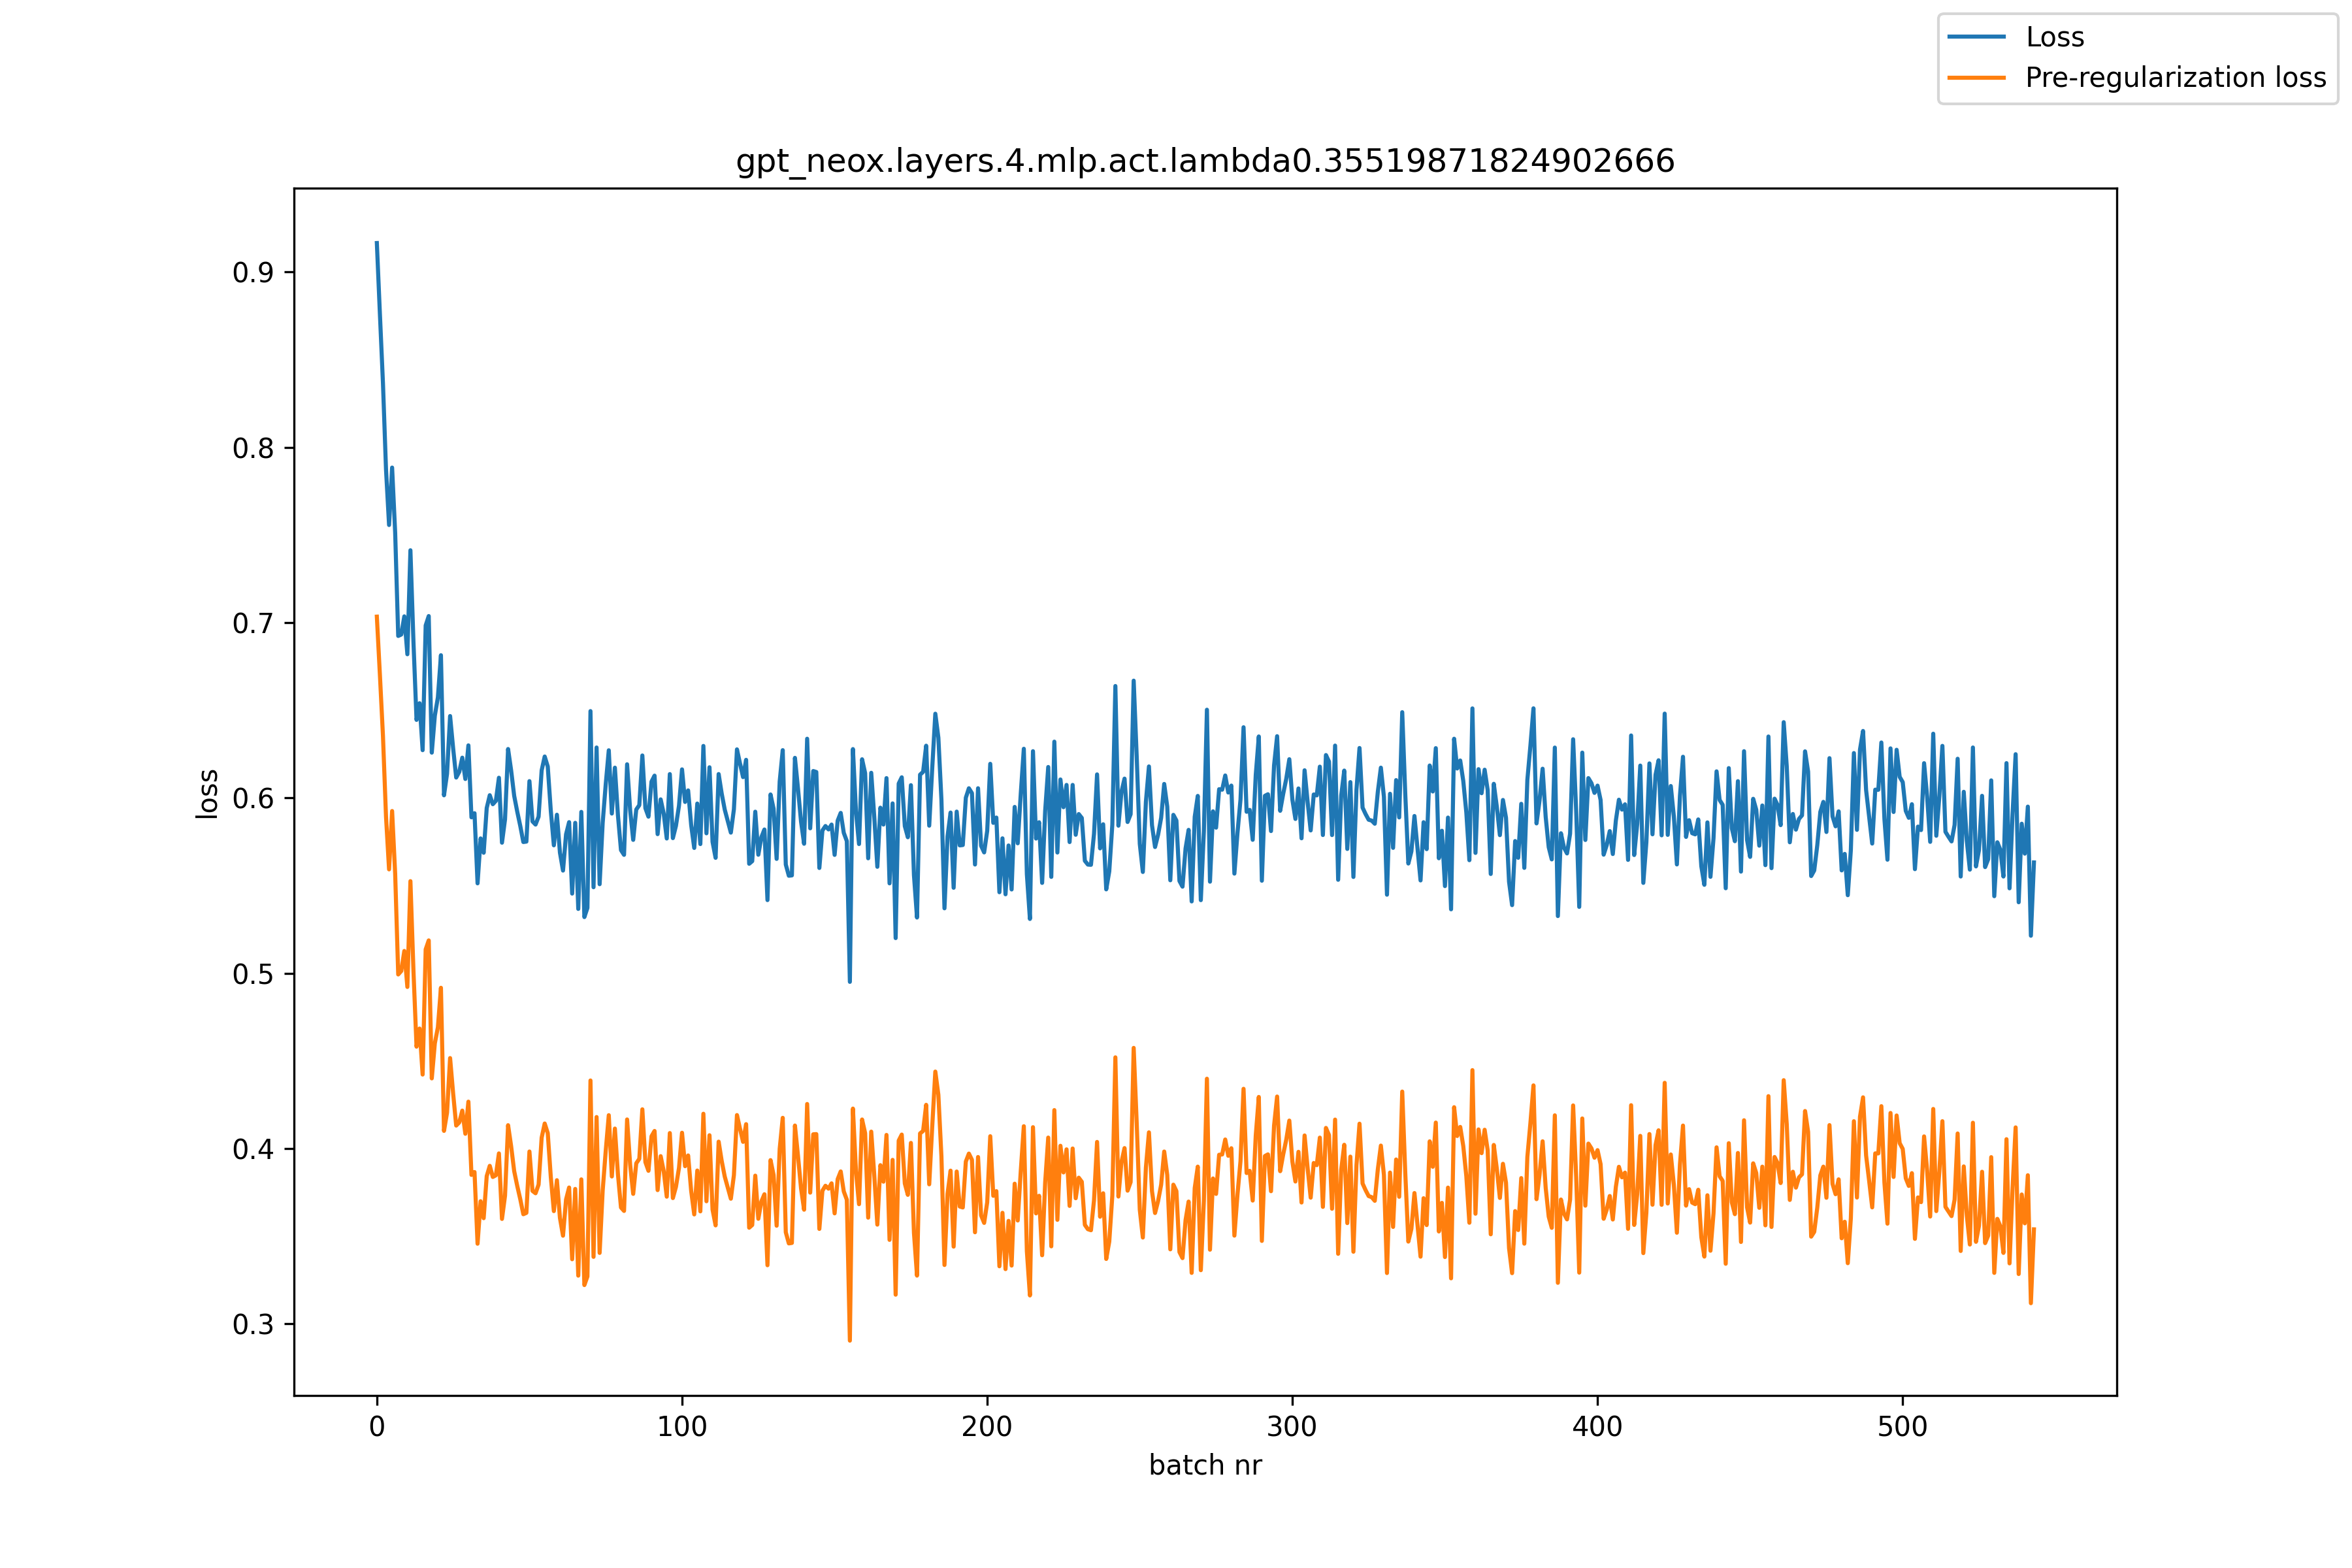 Loss
Pre-regularization loss
gpt_neox.layers.4.mlp.act.lambda0.35519871824902666
0.9
0.8
0.7
0.6
0.5
0.4
0.3
loss
0 100 200 300 400 500
batch nr